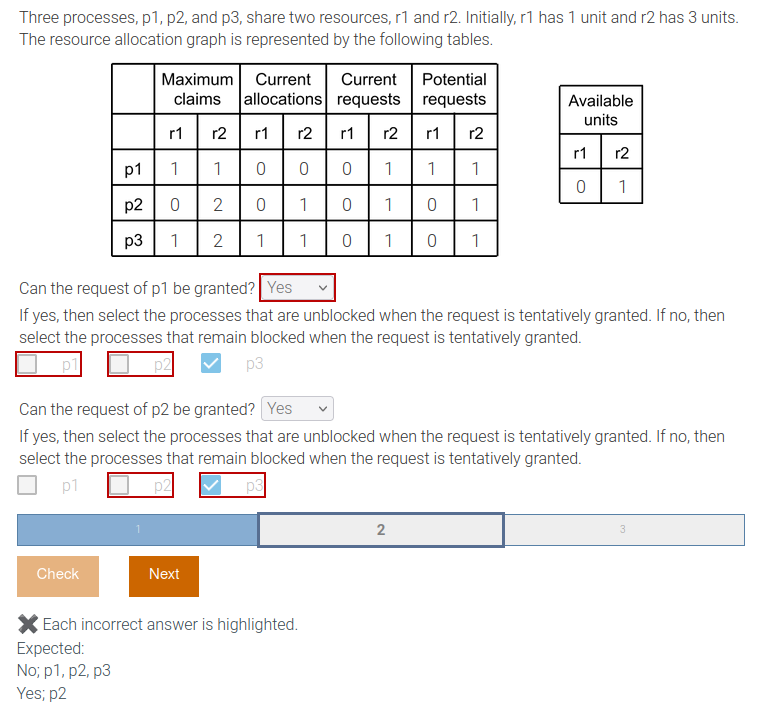 Three processes, p1, p2, and p3, share two resources, r1 and r2. Initially, r1 has 1 unit and r2 has 3 units.
The resource allocation graph is represented by the following tables.
Maximum claims Current allocations Current requests Potential requests
r1 r2 r1 r2 r1 r2 r1 r2
p1 1 1 0 0 0 1 1 1
p2 0 2 0 1 0 1 0 1
p3 1 2 1 1 0 1 0 1
Available units
r1 r2
0 1
Can the request of p1 be granted? Yes
If yes, then select the processes that are unblocked when the request is tentatively granted. If no, then
select the processes that remain blocked when the request is tentatively granted.
p1 p2 p3
Can the request of p2 be granted? Yes
If yes, then select the processes that are unblocked when the request is tentatively granted. If no, then
select the processes that remain blocked when the request is tentatively granted.
p1 p2 p3
1 2 3
Check Next
Each incorrect answer is highlighted.
Expected:
No; p1, p2, p3
Yes; p2